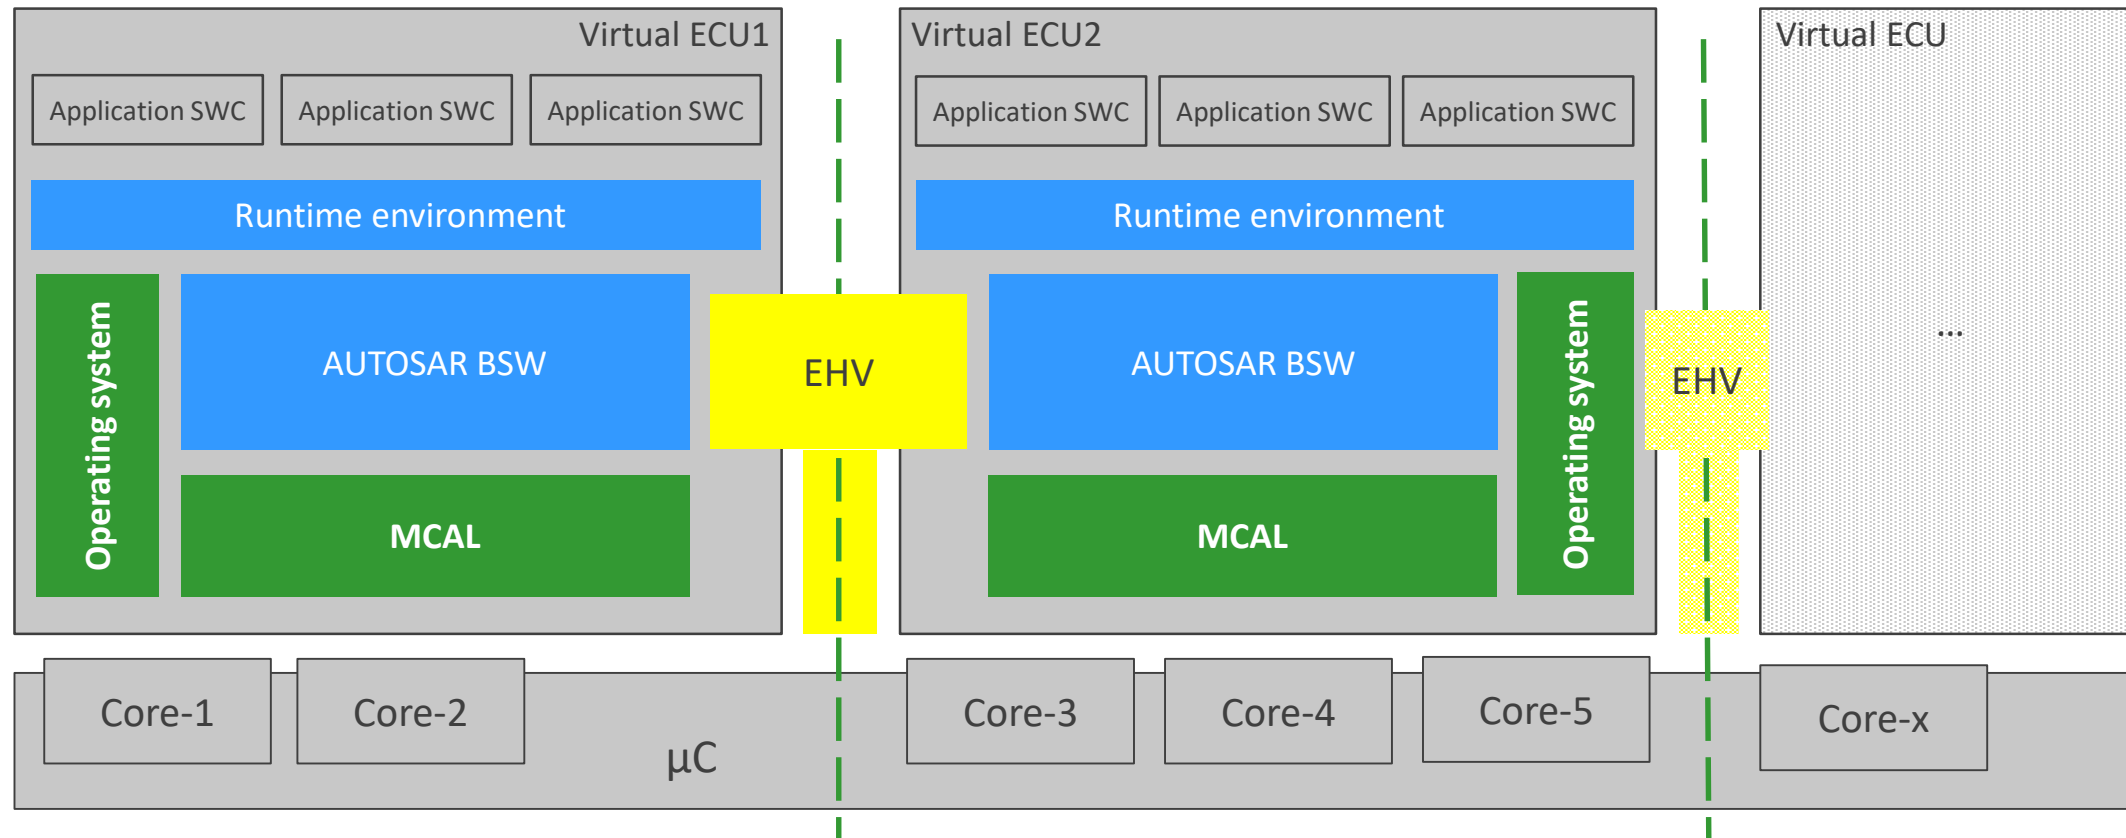 Virtual ECU1
Application SWC
Application SWC
Application SWC
Runtime environment
Operating system
AUTOSAR BSW
MCAL
EHV
Virtual ECU2
Application SWC
Application SWC
Application SWC
Runtime environment
AUTOSAR BSW
MCAL
Operating system
EHV
Virtual ECU
...
Core-1
Core-2
μC
Core-3
Core-4
Core-5
Core-x